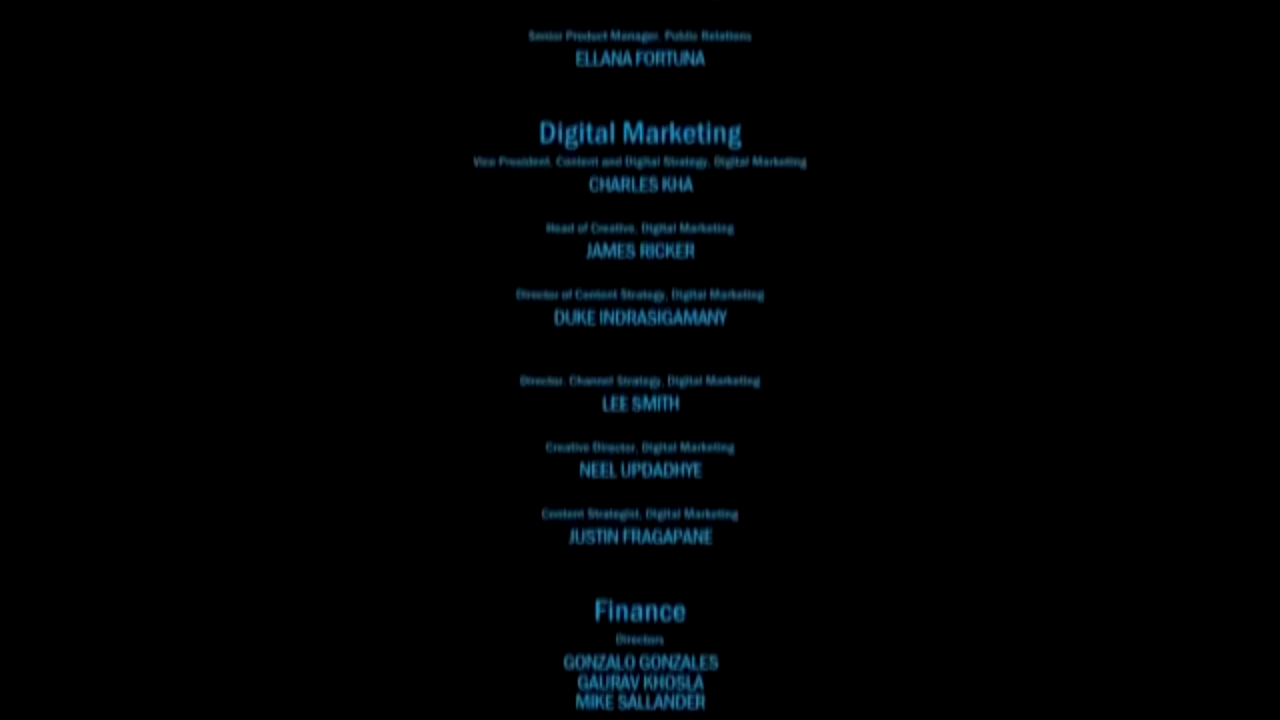 Senior Product Manager, Public Relations
ELLANA FORTUNA
Digital Marketing
Vice President, Content and Digital Strategy, Digital Marketing
CHARLES KHA
Head of Creative, Digital Marketing
JAMES RICKER
Director of Content Strategy, Digital Marketing
DUKE INDRASIGAMANY
Director, Channel Strategy, Digital Marketing
LEE SMITH
Creative Director, Digital Marketing
NEEL UPDADHYE
Content Strategist, Digital Marketing
JUSTIN FRAGAPANE
Finance
Directors
GONZALO GONZALES
GAURAV KHOSLA
MIKE SALLANDER